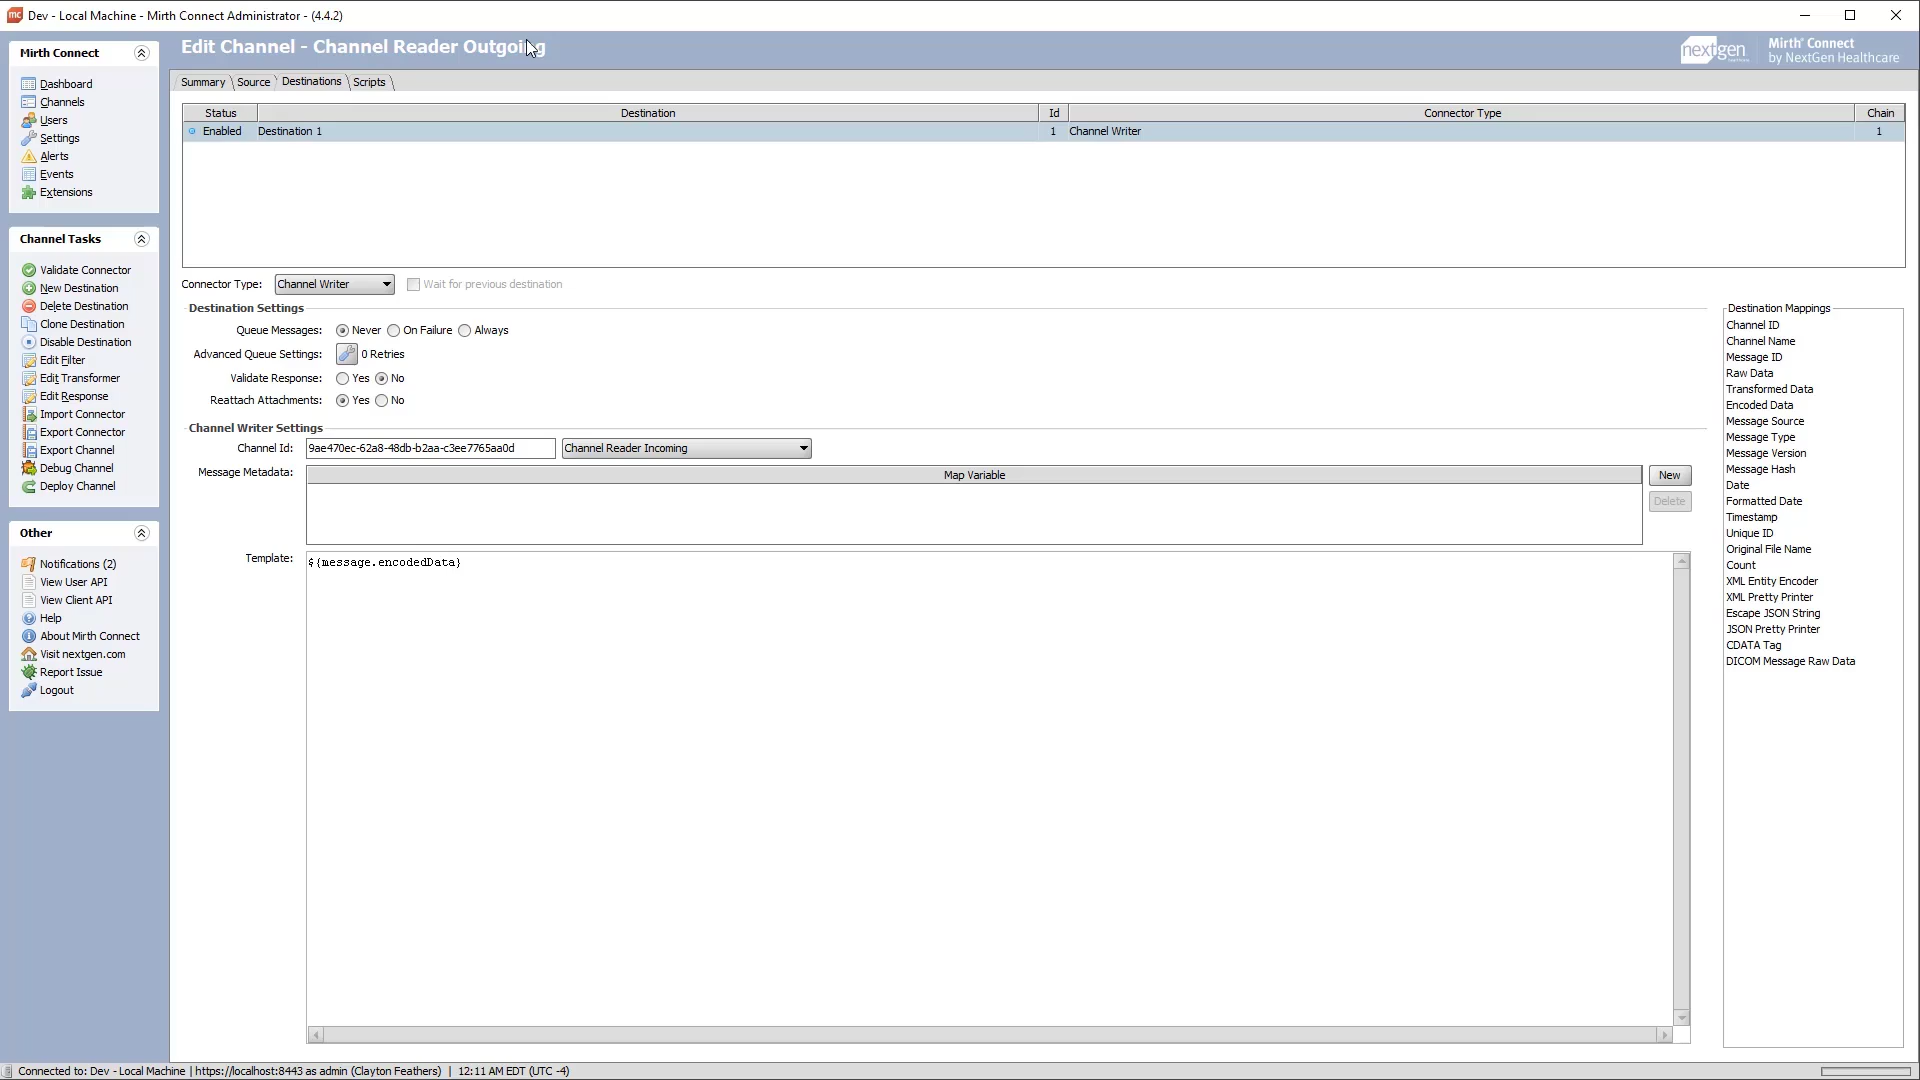 Dev - Local Machine - Mirth Connect Administrator - (4.4.2)
Mirth Connect
Dashboard
Channels
Users
Settings
Alerts
Events
Extensions
Channel Tasks
Validate Connector
New Destination
Delete Destination
Clone Destination
Disable Destination
Edit Filter
Edit Transformer
Edit Response
Import Connector
Export Connector
Export Channel
Debug Channel
Deploy Channel
Other
Notifications (2)
View User API
View Client API
Help
About Mirth Connect
Visit nextgen.com
Report Issue
Logout
Edit Channel - Channel Reader Outgoing
nextgen
Mirth® Connect
by NextGen Healthcare
Summary Source Destinations Scripts
Status Destination Id Connector Type Chain
Enabled Destination 1 1 Channel Writer 1
Connector Type: Channel Writer Wait for previous destination
Destination Settings
Queue Messages: Never On Failure Always
Advanced Queue Settings: 0 Retries
Validate Response: Yes No
Reattach Attachments: Yes No
Channel Writer Settings
Channel Id: 9ae470ec-62a8-48db-b2aa-c3ee7765aa0d Channel Reader Incoming
Message Metadata: Map Variable New
Delete
Template: ${message.encodedData}
Destination Mappings
Channel ID
Channel Name
Message ID
Raw Data
Transformed Data
Encoded Data
Message Source
Message Type
Message Version
Message Hash
Date
Formatted Date
Timestamp
Unique ID
Original File Name
Count
XML Entity Encoder
XML Pretty Printer
Escape JSON String
JSON Pretty Printer
CDATA Tag
DICOM Message Raw Data
Connected to: Dev - Local Machine | https://localhost:8443 as admin (Clayton Feathers) | 12:11 AM EDT (UTC -4)